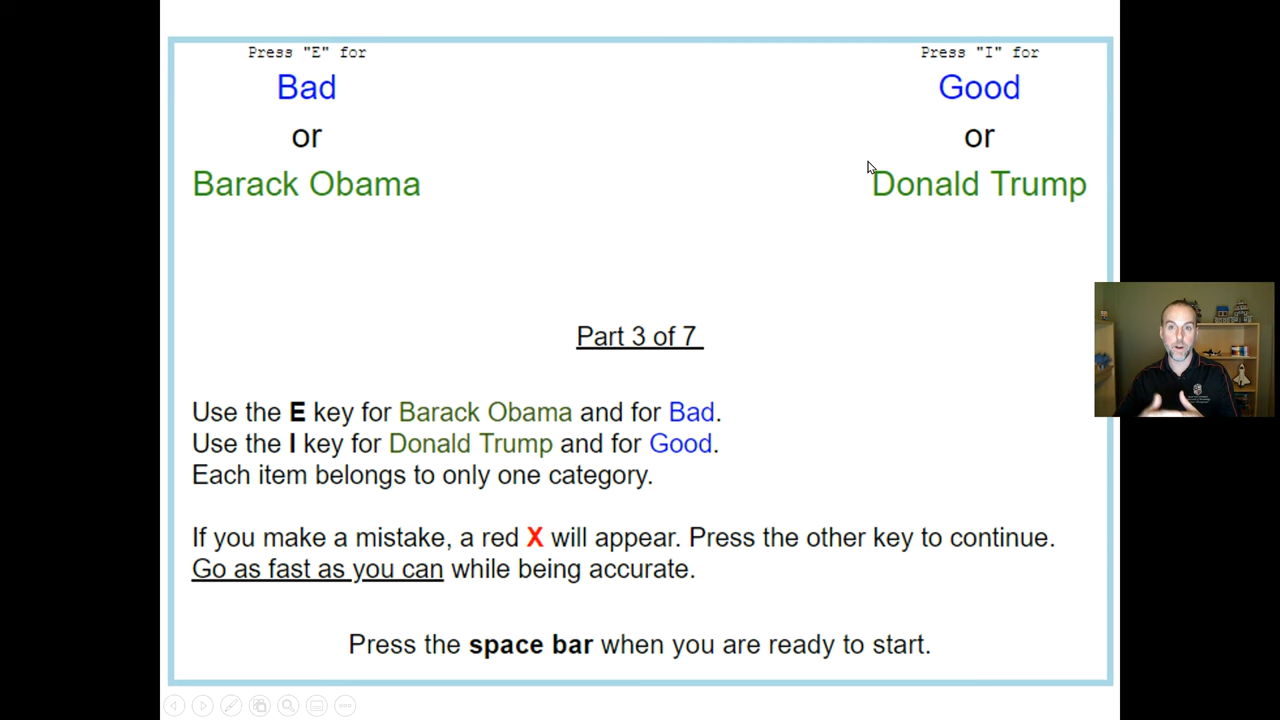 Press "E" for
Bad
or
Barack Obama
Press "I" for
Good
or
Donald Trump
Part 3 of 7
Use the E key for Barack Obama and for Bad.
Use the I key for Donald Trump and for Good.
Each item belongs to only one category.
If you make a mistake, a red X will appear. Press the other key to continue.
Go as fast as you can while being accurate.
Press the space bar when you are ready to start.